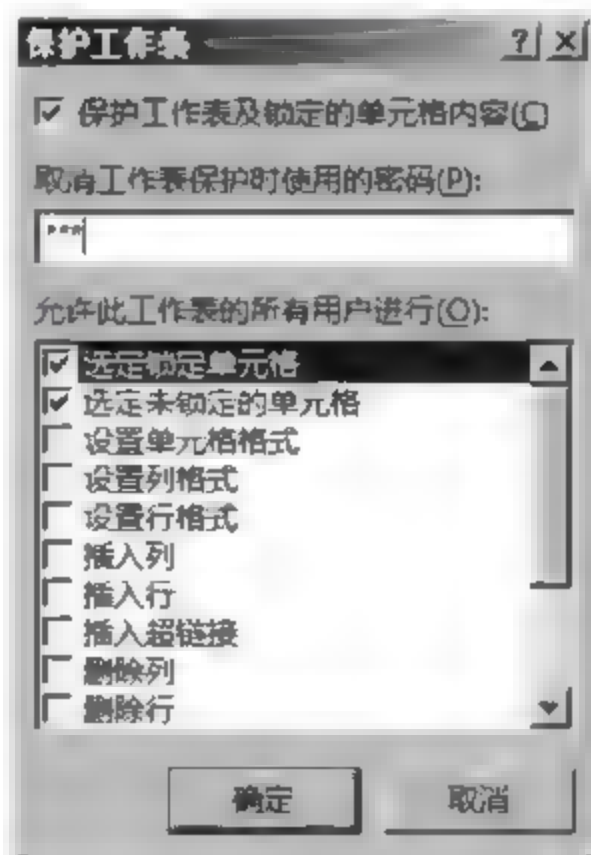 保护工作表
保护工作表及锁定的单元格内容(C)
取消工作表保护时使用的密码(P):
***
允许此工作表的所有用户进行(O):
选定锁定单元格
选定未锁定的单元格
设置单元格格式
设置列格式
设置行格式
插入列
插入行
插入超链接
删除列
删除行
确定 取消